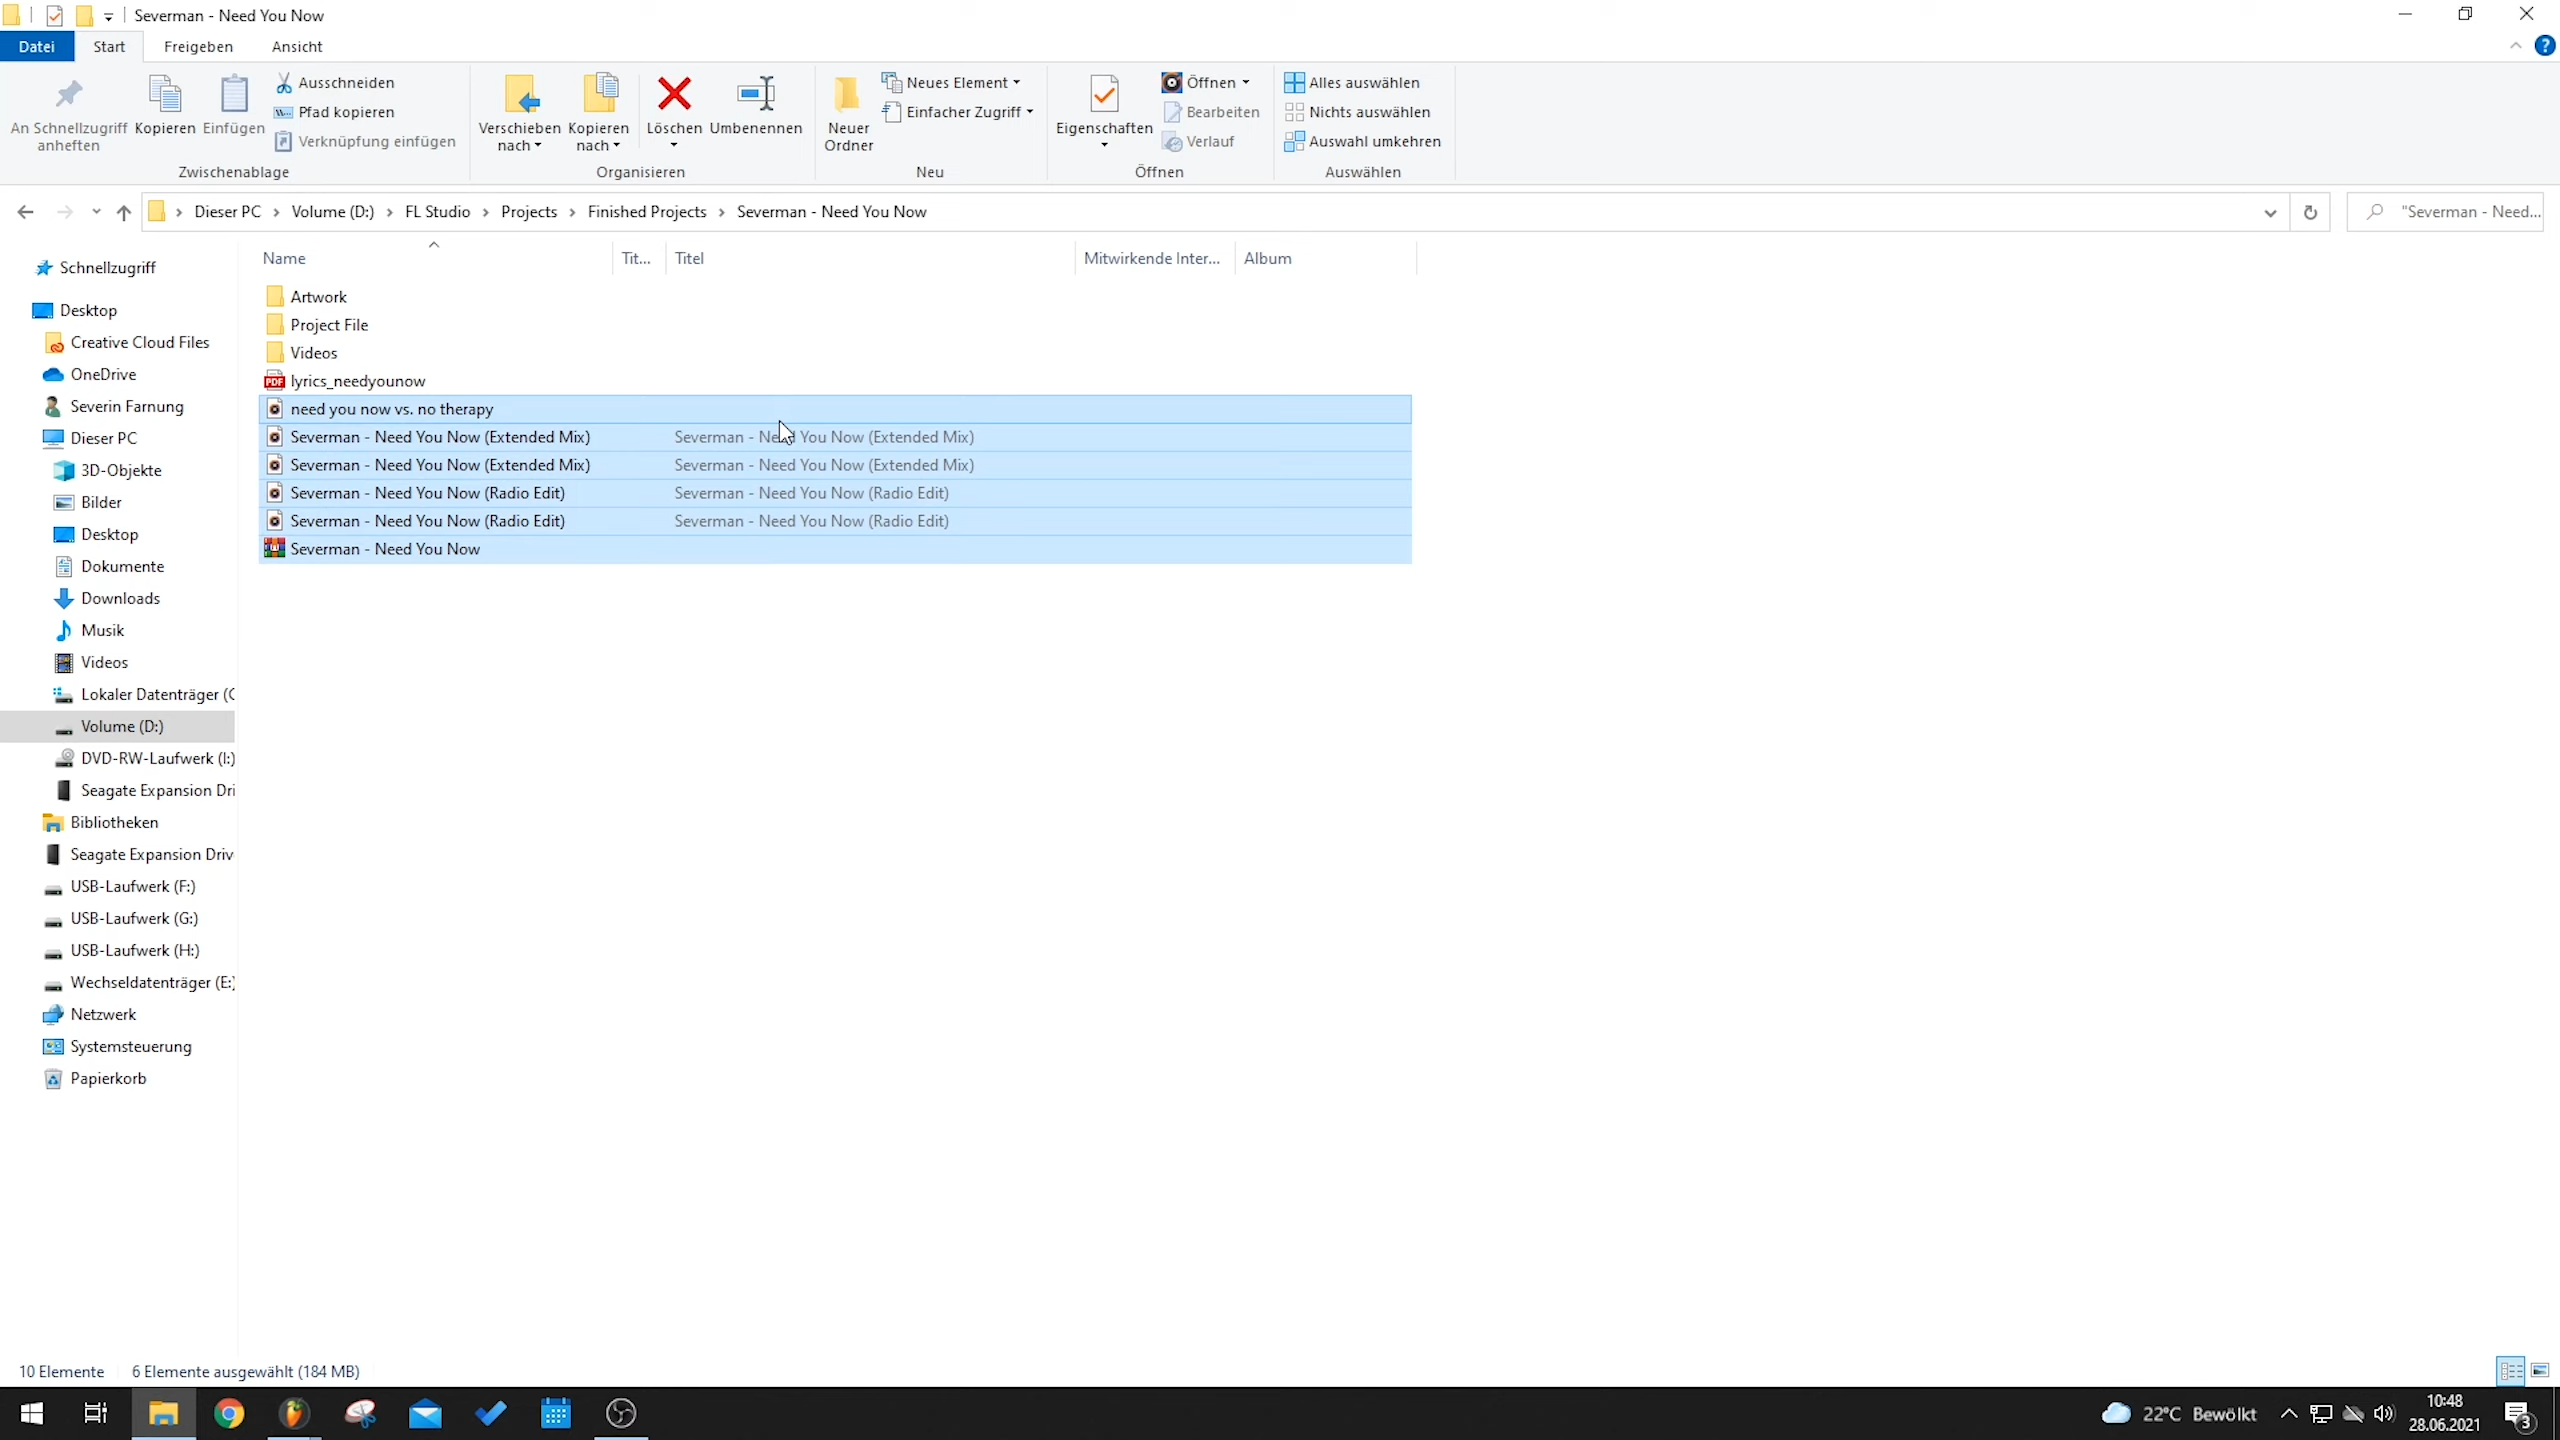 Severman - Need You Now
Datei Start Freigeben Ansicht
An Schnellzugriff anheften
Kopieren
Einfügen
Ausschneiden
Pfad kopieren
Verknüpfung einfügen
Zwischenablage
Verschieben nach
Kopieren nach
Löschen
Umbenennen
Organisieren
Neuer Ordner
Neues Element
Einfacher Zugriff
Neu
Eigenschaften
Öffnen
Bearbeiten
Verlauf
Öffnen
Alles auswählen
Nichts auswählen
Auswahl umkehren
Auswählen
Dieser PC > Volume (D:) > FL Studio > Projects > Finished Projects > Severman - Need You Now
"Severman - Need...
Schnellzugriff
Desktop
Creative Cloud Files
OneDrive
Severin Farnung
Dieser PC
3D-Objekte
Bilder
Desktop
Dokumente
Downloads
Musik
Videos
Lokaler Datenträger (C
Volume (D:)
DVD-RW-Laufwerk (I:)
Seagate Expansion Dri
Bibliotheken
Seagate Expansion Driv
USB-Laufwerk (F:)
USB-Laufwerk (G:)
USB-Laufwerk (H:)
Wechseldatenträger (E:)
Netzwerk
Systemsteuerung
Papierkorb
Name Tit... Titel Mitwirkende Inter... Album
Artwork
Project File
Videos
PDF lyrics_needyounow
need you now vs. no therapy
Severman - Need You Now (Extended Mix) Severman - Need You Now (Extended Mix)
Severman - Need You Now (Extended Mix) Severman - Need You Now (Extended Mix)
Severman - Need You Now (Radio Edit) Severman - Need You Now (Radio Edit)
Severman - Need You Now (Radio Edit) Severman - Need You Now (Radio Edit)
Severman - Need You Now
10 Elemente 6 Elemente ausgewählt (184 MB)
22°C Bewölkt
10:48
28.06.2021
3